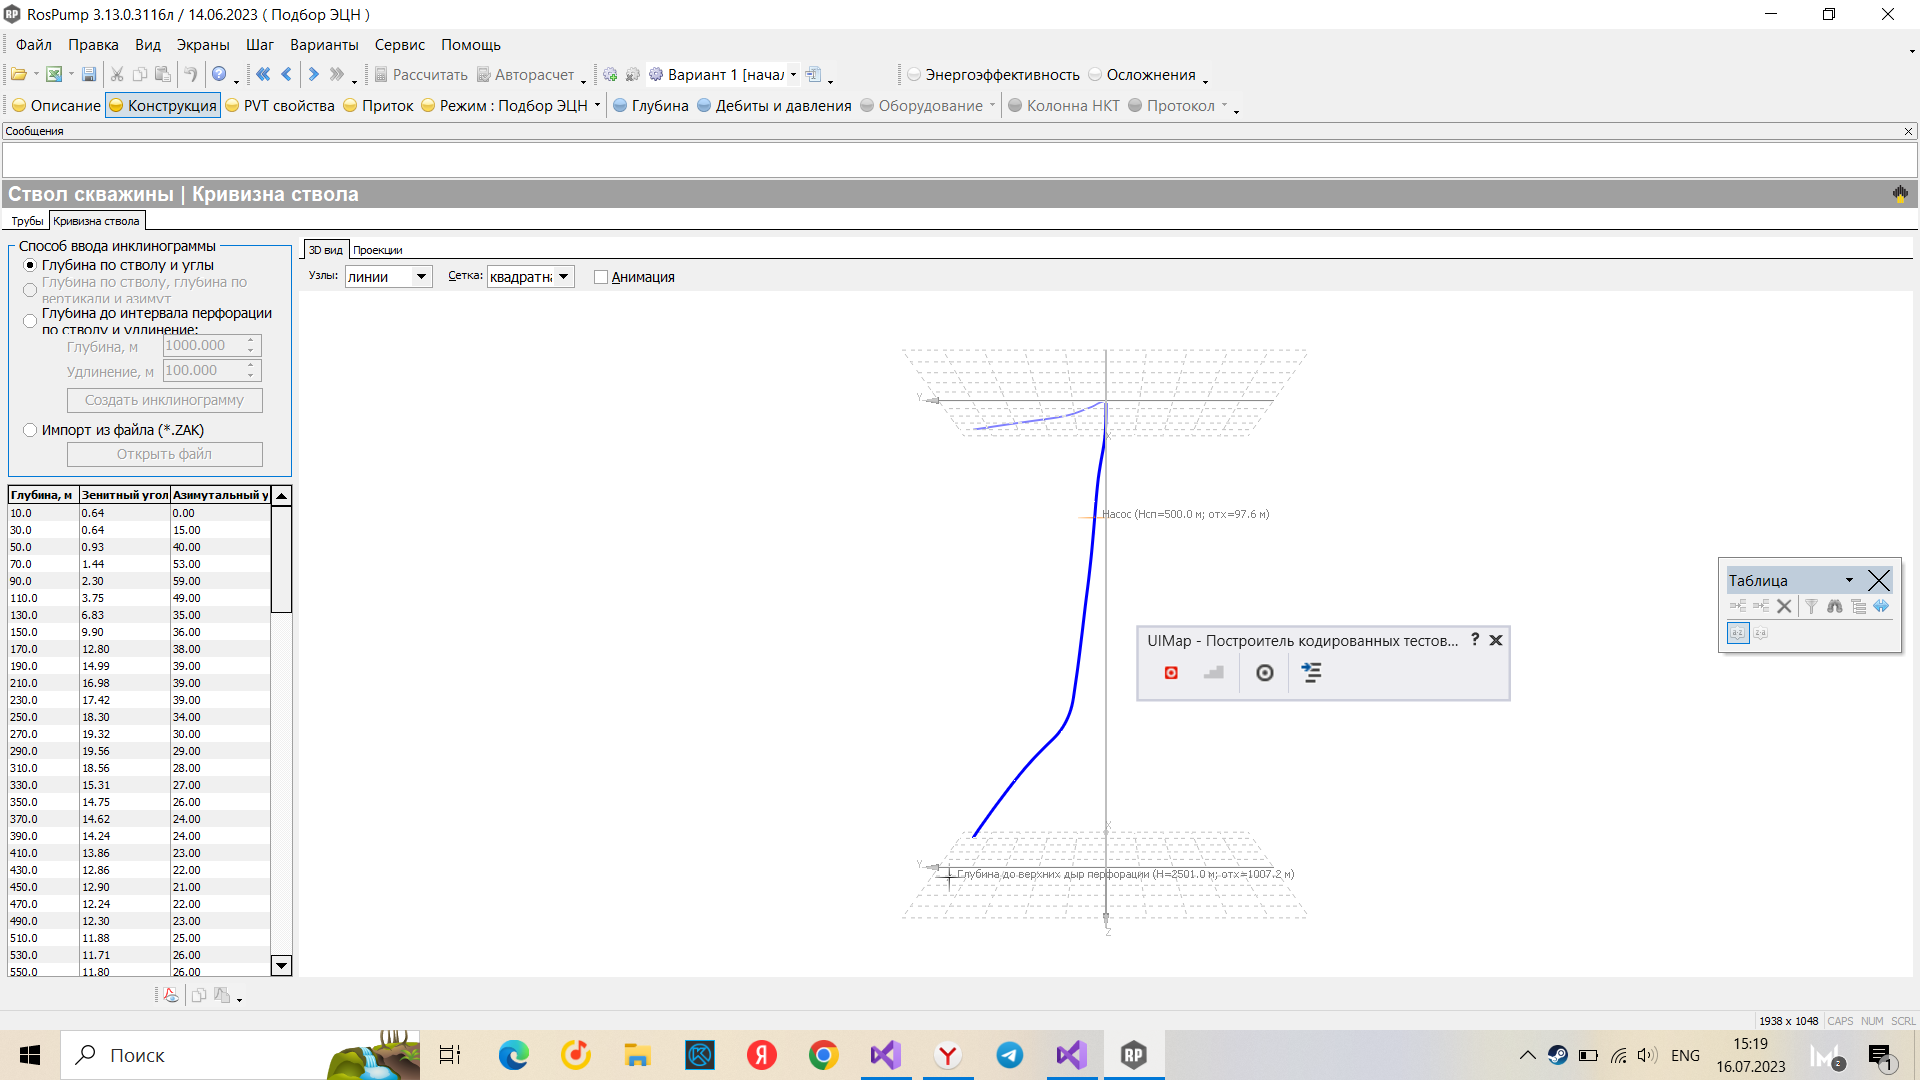 RosPump 3.13.0.3116л / 14.06.2023 ( Подбор ЭЦН )
Файл Правка Вид Экраны Шаг Варианты Сервис Помощь
Рассчитать Авторасчет Вариант 1 [начал Энергоэффективность Осложнения
Описание Конструкция PVT свойства Приток Режим : Подбор ЭЦН Глубина Дебиты и давления Оборудование Колонна НКТ Протокол
Сообщения
Ствол скважины | Кривизна ствола
Трубы Кривизна ствола
Способ ввода инклинограммы
Глубина по стволу и углы
Глубина по стволу, глубина по
вертикали и азимут
Глубина до интервала перфорации
по стволу и удлинение:
Глубина, м 1000.000
Удлинение, м 100.000
Создать инклинограмму
Импорт из файла (*.ZAK)
Открыть файл
Глубина, м Зенитный угол Азимутальный у
10.0 0.64 0.00
30.0 0.64 15.00
50.0 0.93 40.00
70.0 1.44 53.00
90.0 2.30 59.00
110.0 3.75 49.00
130.0 6.83 35.00
150.0 9.90 36.00
170.0 12.80 38.00
190.0 14.99 39.00
210.0 16.98 39.00
230.0 17.42 39.00
250.0 18.30 34.00
270.0 19.32 30.00
290.0 19.56 29.00
310.0 18.56 28.00
330.0 15.31 27.00
350.0 14.75 26.00
370.0 14.62 24.00
390.0 14.24 24.00
410.0 13.86 23.00
430.0 12.86 22.00
450.0 12.90 21.00
470.0 12.24 22.00
490.0 12.30 23.00
510.0 11.88 25.00
530.0 11.71 26.00
550.0 11.80 26.00
3D вид Проекции
Узлы: линии Сетка: квадратн Анимация
Y
X
Насос (Нсп=500.0 м; отх=97.6 м)
X
Y
Глубина до верхних дыр перфорации (Н=2501.0 м; отх=1007.2 м)
Z
UIMap - Построитель кодированных тестов... ?
Таблица
a-z z-a
1938 x 1048 CAPS NUM SCRL
Поиск
RP
ENG
15:19
16.07.2023
2
1